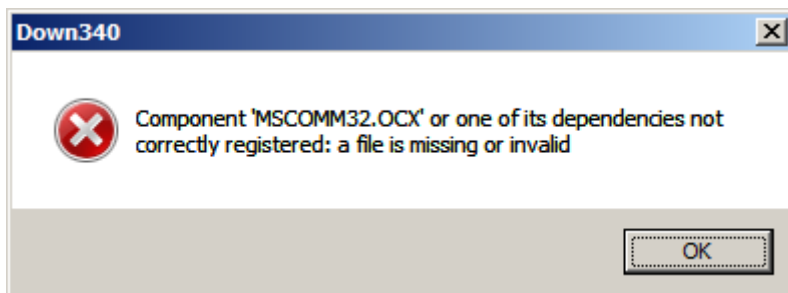 Down340
Component 'MSCOMM32.OCX' or one of its dependencies not
correctly registered: a file is missing or invalid
OK